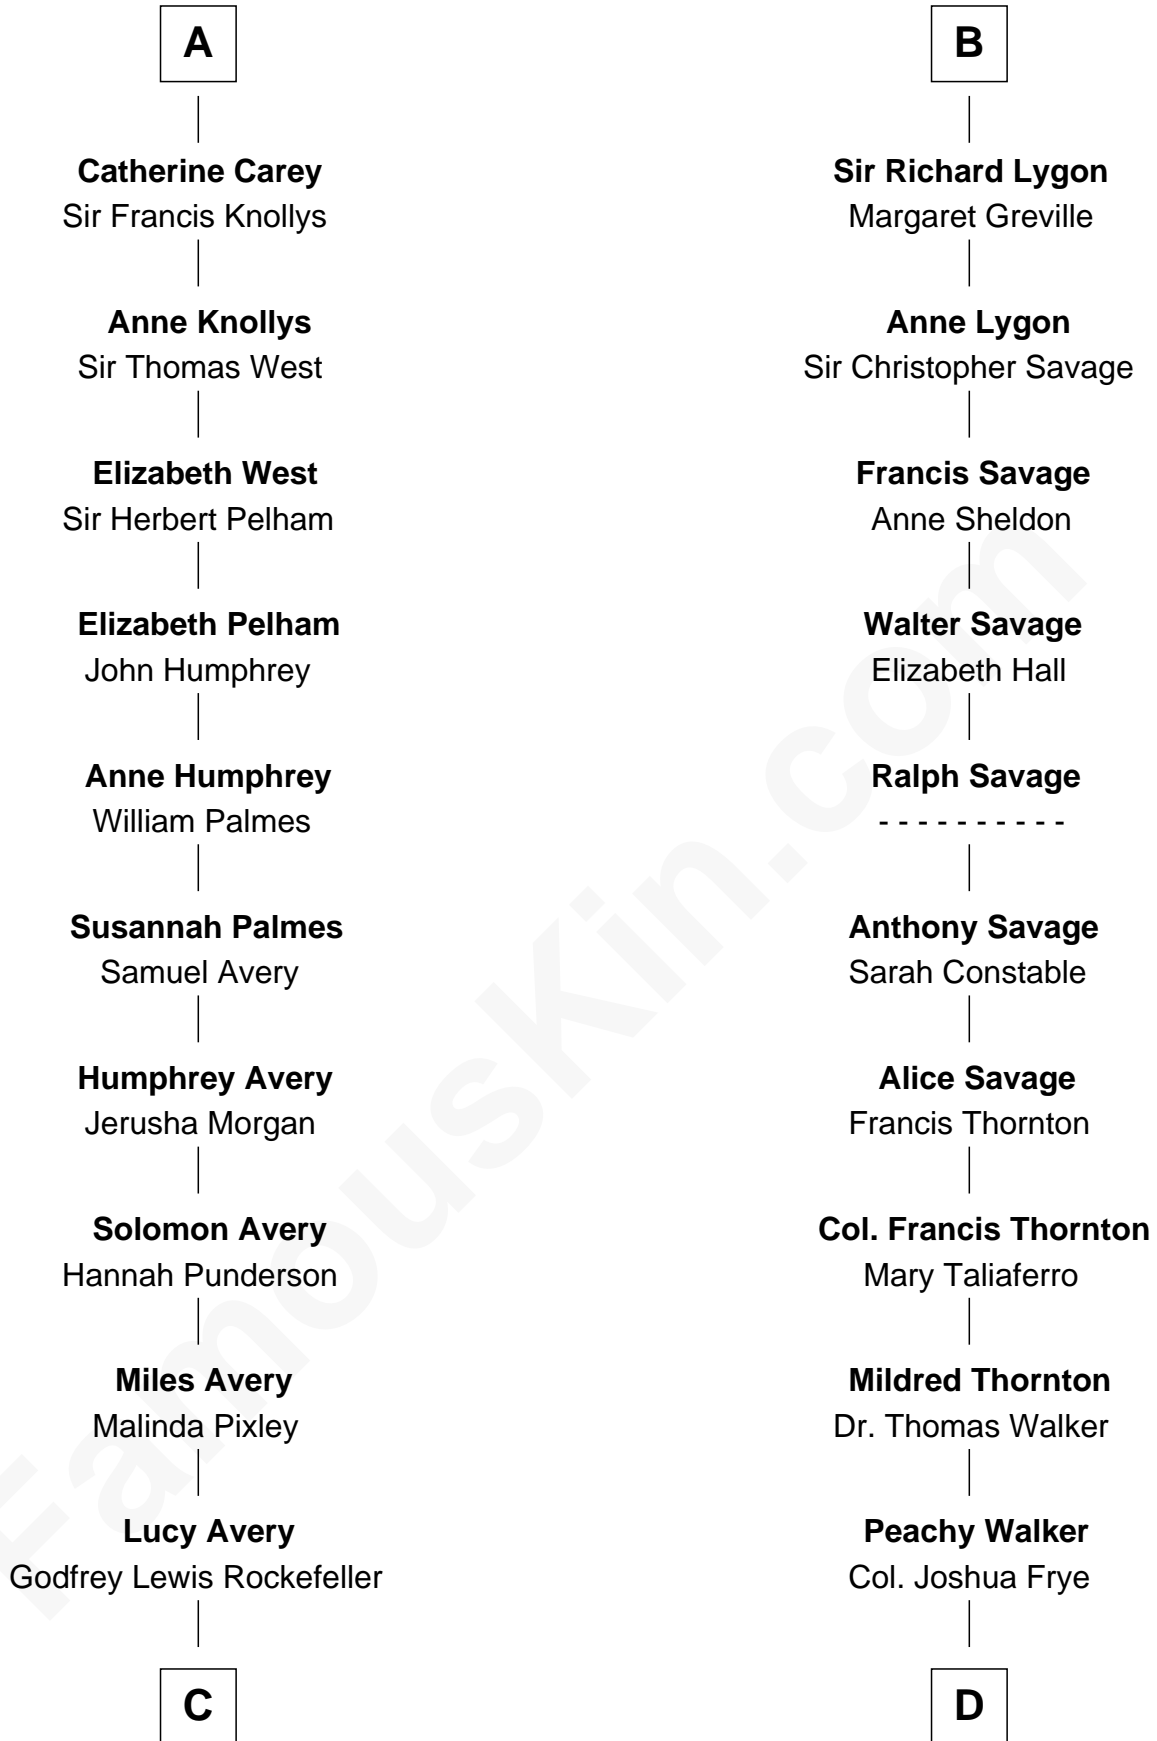 A
Catherine Carey
Sir Francis Knollys
Anne Knollys
Sir Thomas West
Elizabeth West
Sir Herbert Pelham
Elizabeth Pelham
John Humphrey
Anne Humphrey
William Palmes
Susannah Palmes
Samuel Avery
Humphrey Avery
Jerusha Morgan
Solomon Avery
Hannah Punderson
Miles Avery
Malinda Pixley
Lucy Avery
Godfrey Lewis Rockefeller
C
B
Sir Richard Lygon
Margaret Greville
Anne Lygon
Sir Christopher Savage
Francis Savage
Anne Sheldon
Walter Savage
Elizabeth Hall
Ralph Savage
- - - - - - - - - -
Anthony Savage
Sarah Constable
Alice Savage
Francis Thornton
Col. Francis Thornton
Mary Taliaferro
Mildred Thornton
Dr. Thomas Walker
Peachy Walker
Col. Joshua Frye
D
FamousKin.com